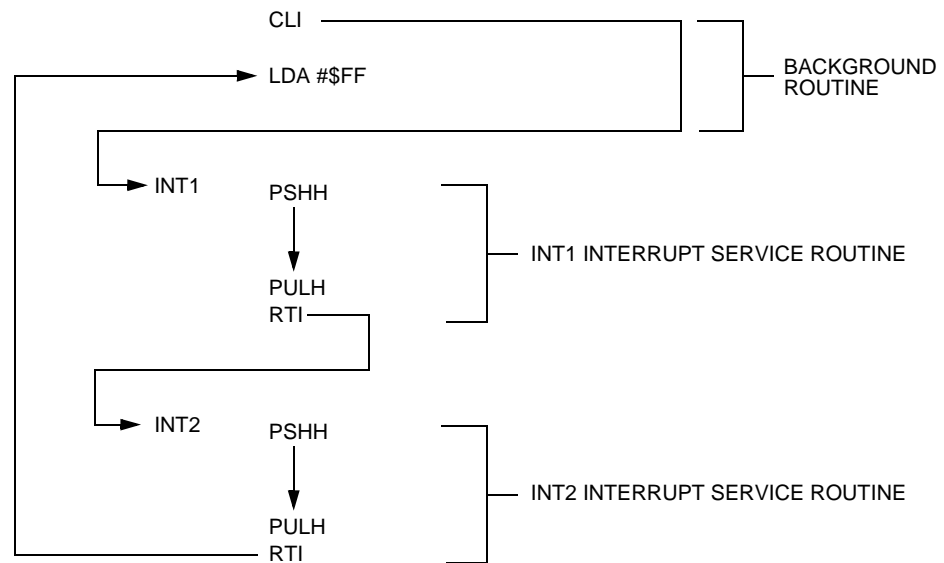 CLI
LDA #$FF
BACKGROUND
ROUTINE
INT1
PSHH
INT1 INTERRUPT SERVICE ROUTINE
PULH
RTI
INT2
PSHH
INT2 INTERRUPT SERVICE ROUTINE
PULH
RTI